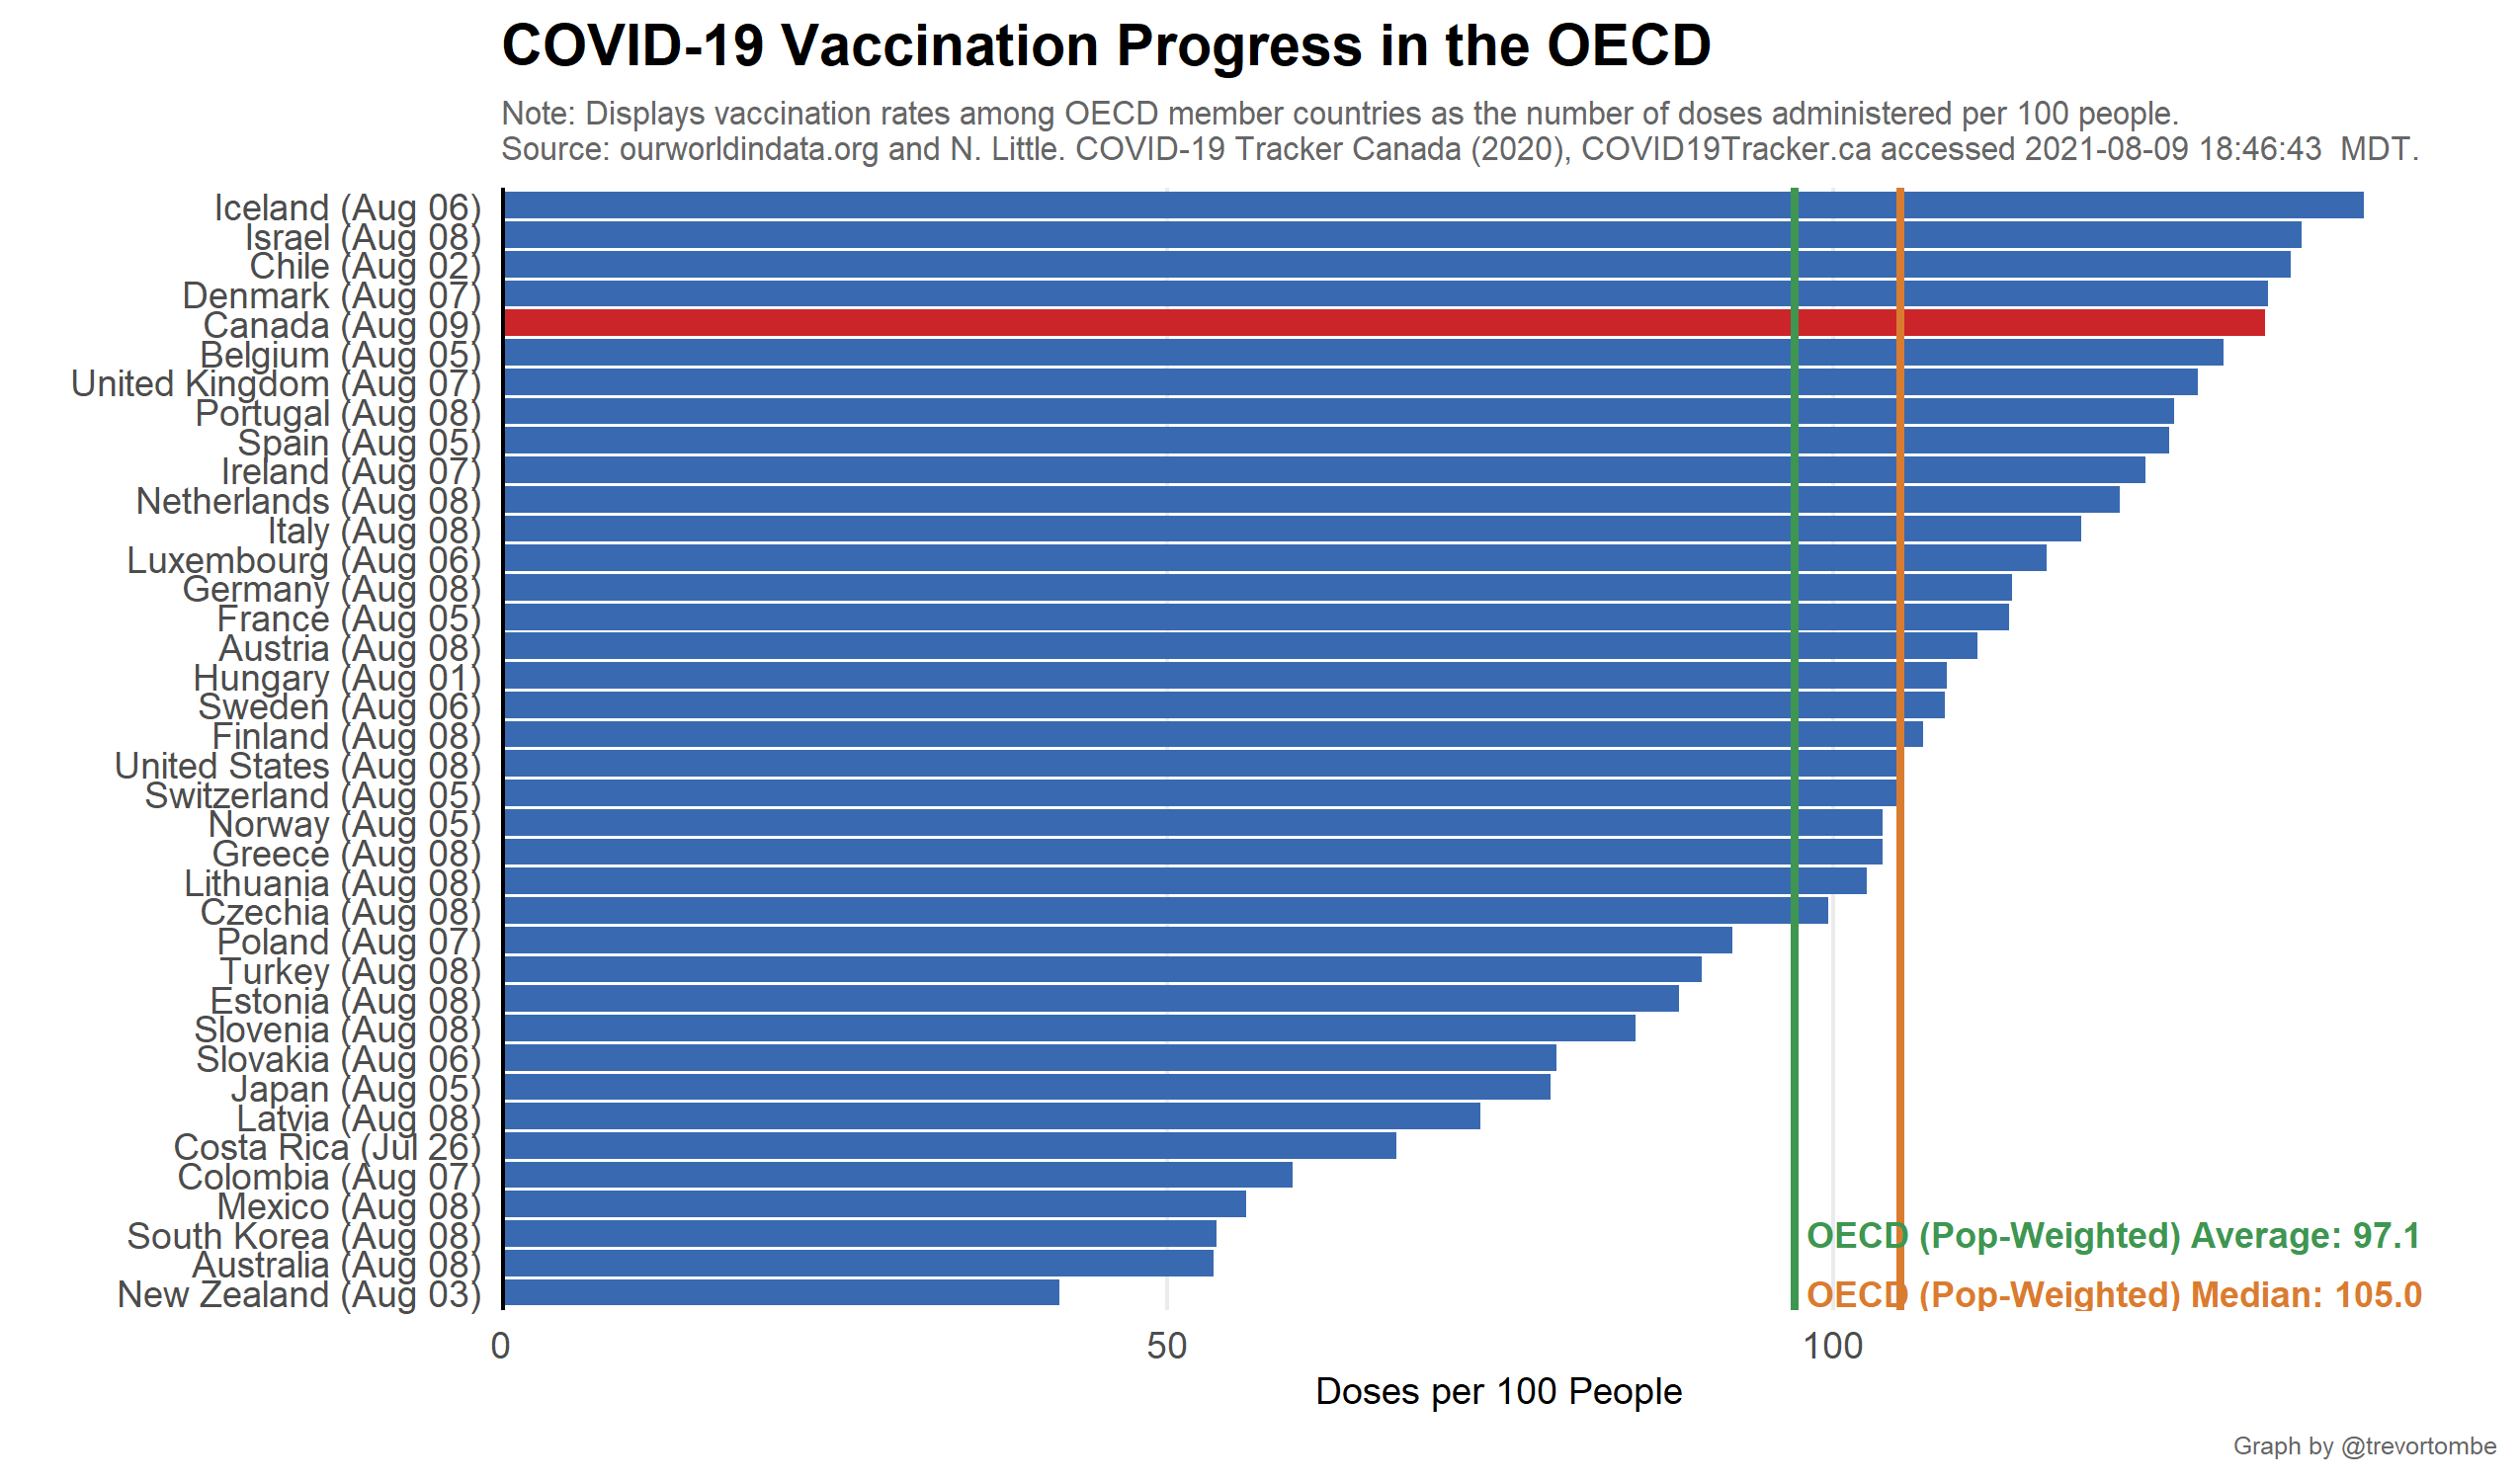 COVID-19 Vaccination Progress in the OECD
Note: Displays vaccination rates among OECD member countries as the number of doses administered per 100 people.
Source: ourworldindata.org and N. Little. COVID-19 Tracker Canada (2020), COVID19Tracker.ca accessed 2021-08-09 18:46:43  MDT.
Iceland (Aug 06)
Israel (Aug 08)
Chile (Aug 02)
Denmark (Aug 07)
Canada (Aug 09)
Belgium (Aug 05)
United Kingdom (Aug 07)
Portugal (Aug 08)
Spain (Aug 05)
Ireland (Aug 07)
Netherlands (Aug 08)
Italy (Aug 08)
Luxembourg (Aug 06)
Germany (Aug 08)
France (Aug 05)
Austria (Aug 08)
Hungary (Aug 01)
Sweden (Aug 06)
Finland (Aug 08)
United States (Aug 08)
Switzerland (Aug 05)
Norway (Aug 05)
Greece (Aug 08)
Lithuania (Aug 08)
Czechia (Aug 08)
Poland (Aug 07)
Turkey (Aug 08)
Estonia (Aug 08)
Slovenia (Aug 08)
Slovakia (Aug 06)
Japan (Aug 05)
Latvia (Aug 08)
Costa Rica (Jul 26)
Colombia (Aug 07)
Mexico (Aug 08)
South Korea (Aug 08)
Australia (Aug 08)
New Zealand (Aug 03)
OECD (Pop-Weighted) Average: 97.1
OECD (Pop-Weighted) Median: 105.0
0 50 100
Doses per 100 People
Graph by @trevortombe